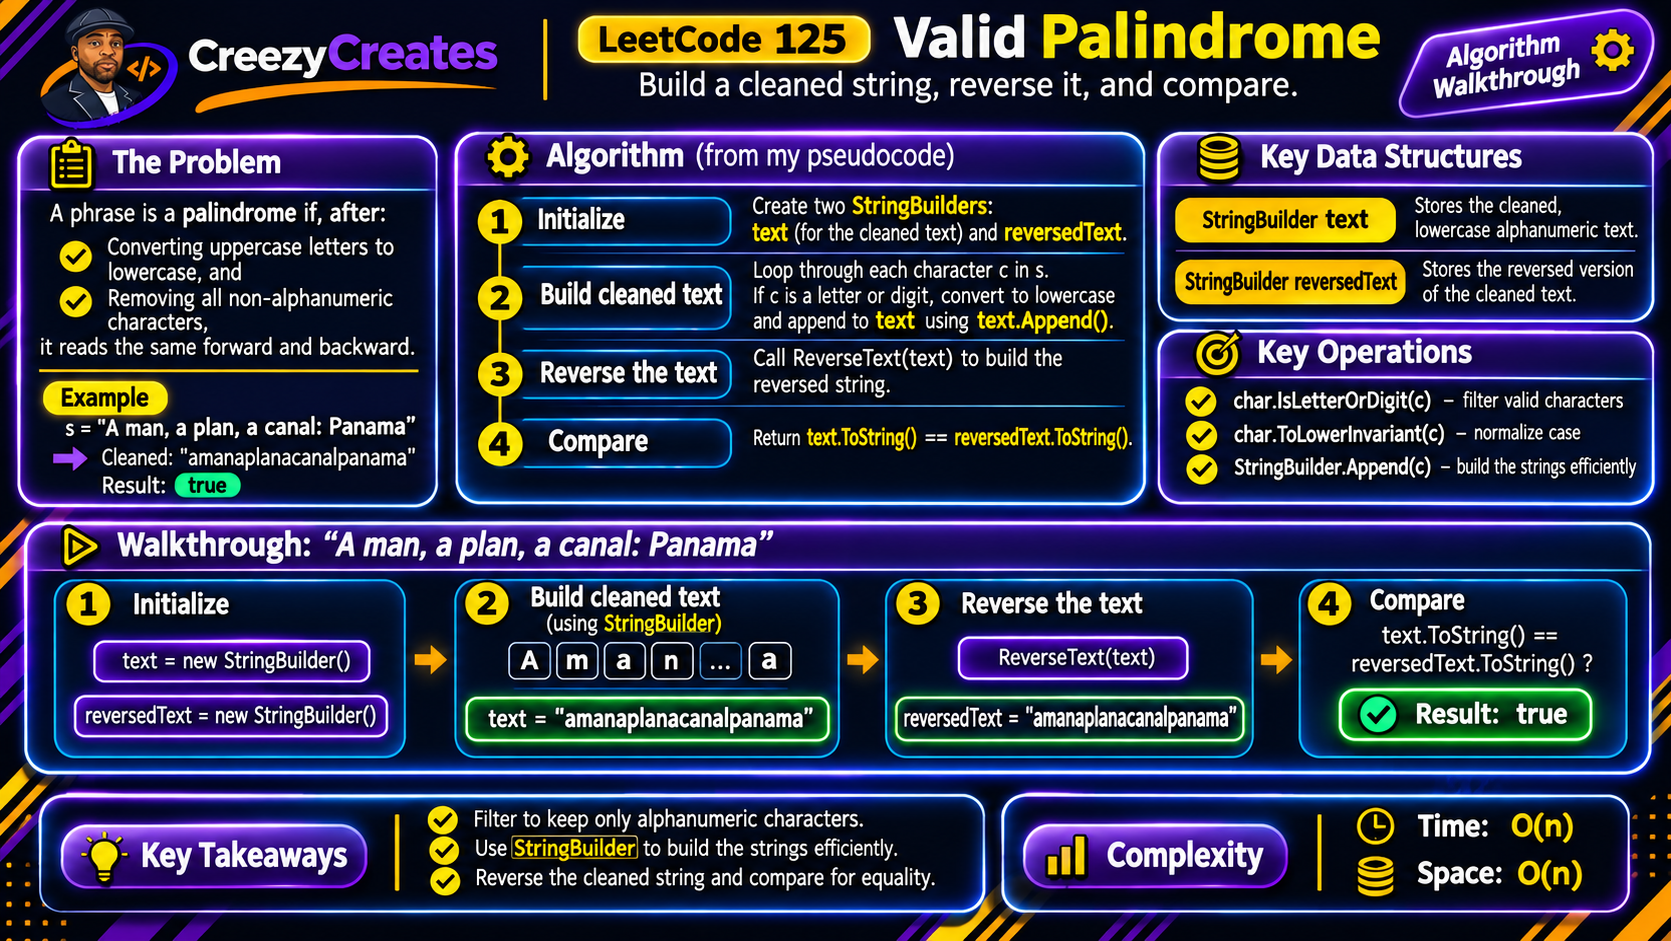 </>
CreezyCreates
LeetCode 125
Valid Palindrome
Build a cleaned string, reverse it, and compare.
Algorithm
Walkthrough
The Problem
A phrase is a palindrome if, after:
Converting uppercase letters to
lowercase, and
Removing all non-alphanumeric
characters,
it reads the same forward and backward.
Example
s = "A man, a plan, a canal: Panama"
Cleaned: "amanaplanacanalpanama"
Result: true
Algorithm (from my pseudocode)
1 Initialize
Create two StringBuilders:
text (for the cleaned text) and reversedText.
2 Build cleaned text
Loop through each character c in s.
If c is a letter or digit, convert to lowercase
and append to text using text.Append().
3 Reverse the text
Call ReverseText(text) to build the
reversed string.
4 Compare
Return text.ToString() == reversedText.ToString().
Key Data Structures
StringBuilder text
Stores the cleaned,
lowercase alphanumeric text.
StringBuilder reversedText
Stores the reversed version
of the cleaned text.
Key Operations
char.IsLetterOrDigit(c) – filter valid characters
char.ToLowerInvariant(c) – normalize case
StringBuilder.Append(c) – build the strings efficiently
Walkthrough: “A man, a plan, a canal: Panama”
1 Initialize
text = new StringBuilder()
reversedText = new StringBuilder()
2 Build cleaned text
(using StringBuilder)
A m a n ... a
text = "amanaplanacanalpanama"
3 Reverse the text
ReverseText(text)
reversedText = "amanaplanacanalpanama"
4 Compare
text.ToString() ==
reversedText.ToString() ?
Result: true
Key Takeaways
Filter to keep only alphanumeric characters.
Use StringBuilder to build the strings efficiently.
Reverse the cleaned string and compare for equality.
Complexity
Time: O(n)
Space: O(n)